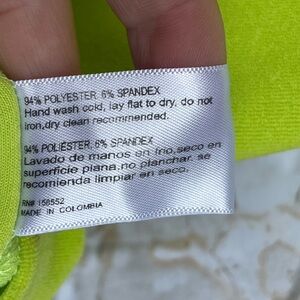 94% POLYESTER, 6% SPANDEX
Hand wash cold, lay flat to dry, do not
iron,dry clean recommended.
94% POLIÉSTER, 6% SPANDEX
Lavado de manos en frio,seco en
superficie plana,no planchar. se
recomienda limpiar en seco.
RN# 158552
MADE IN COLOMBIA